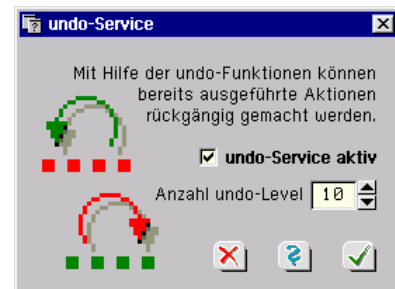 undo-Service
Mit Hilfe der undo-Funktionen können
bereits ausgeführte Aktionen
rückgängig gemacht werden.
undo-Service aktiv
Anzahl undo-Level 10